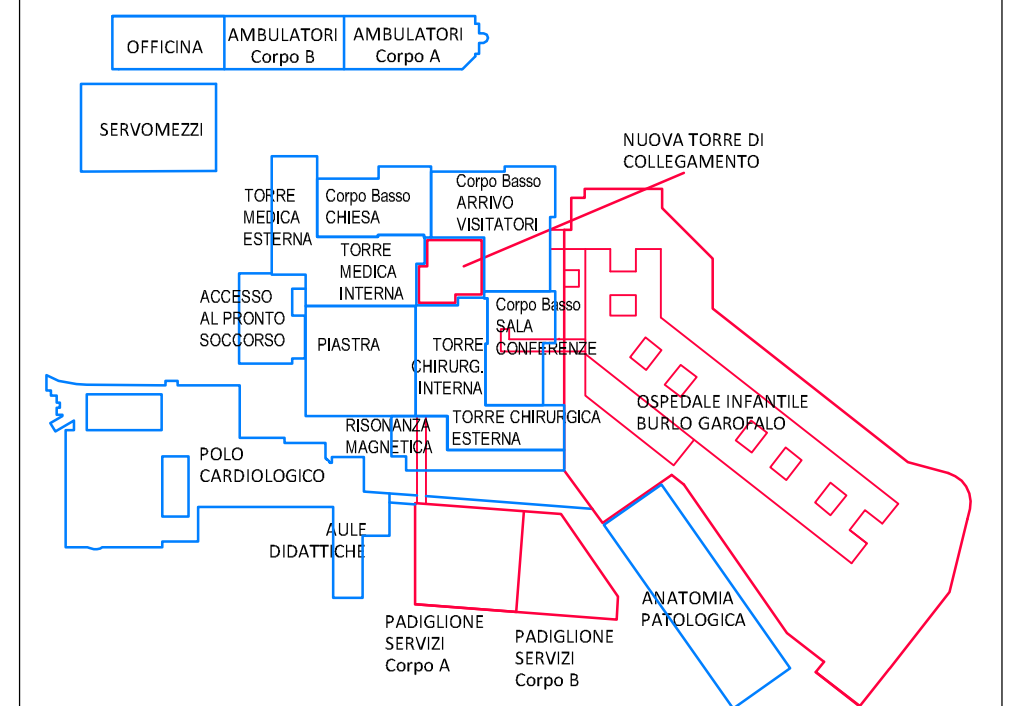 OFFICINA
AMBULATORI
Corpo B
AMBULATORI
Corpo A
SERVOMEZZI
NUOVA TORRE DI
COLLEGAMENTO
TORRE
MEDICA
ESTERNA
Corpo Basso
CHIESA
Corpo Basso
ARRIVO
VISITATORI
TORRE
MEDICA
INTERNA
ACCESSO
AL PRONTO
SOCCORSO
PIASTRA
Corpo Basso
SALA
CONFERENZE
TORRE
CHIRURG.
INTERNA
OSPEDALE INFANTILE
BURLO GAROFALO
RISONANZA
MAGNETICA
TORRE CHIRURGICA
ESTERNA
POLO
CARDIOLOGICO
AULE
DIDATTICHE
ANATOMIA
PATOLOGICA
PADIGLIONE
SERVIZI
Corpo A
PADIGLIONE
SERVIZI
Corpo B